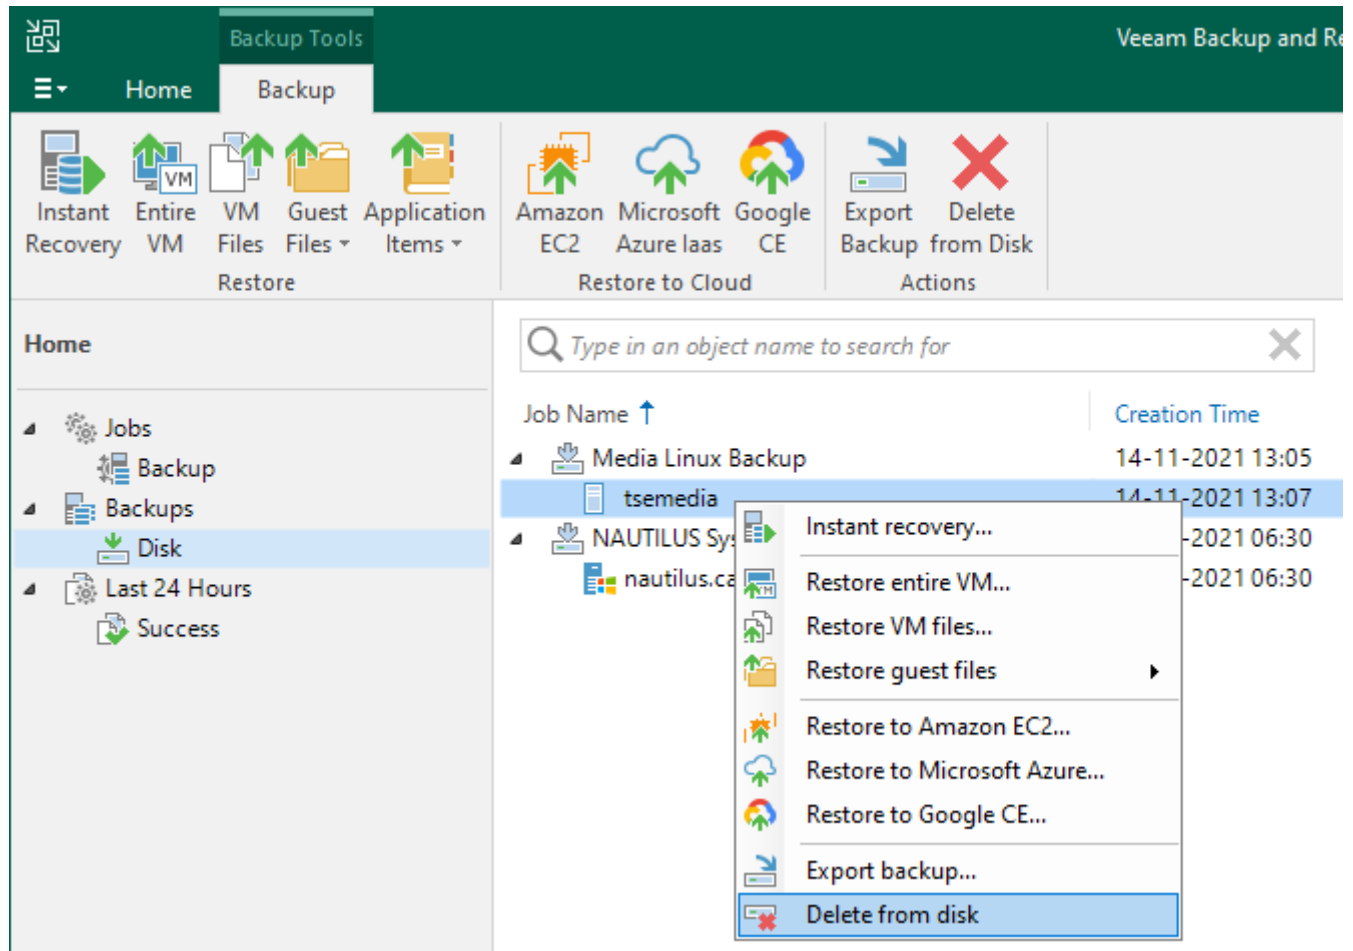 Backup Tools
Veeam Backup and Re
Home
Backup
Instant Recovery
Entire VM
VM Files
Guest Files
Application Items
Restore
Amazon EC2
Microsoft Azure Iaas
Google CE
Restore to Cloud
Export Backup
Delete from Disk
Actions
Home
Jobs
Backup
Backups
Disk
Last 24 Hours
Success
Type in an object name to search for
Job Name
Creation Time
Media Linux Backup
14-11-2021 13:05
tsemedia
14-11-2021 13:07
NAUTILUS Sys
-2021 06:30
nautilus.ca
-2021 06:30
Instant recovery...
Restore entire VM...
Restore VM files...
Restore guest files
Restore to Amazon EC2...
Restore to Microsoft Azure...
Restore to Google CE...
Export backup...
Delete from disk